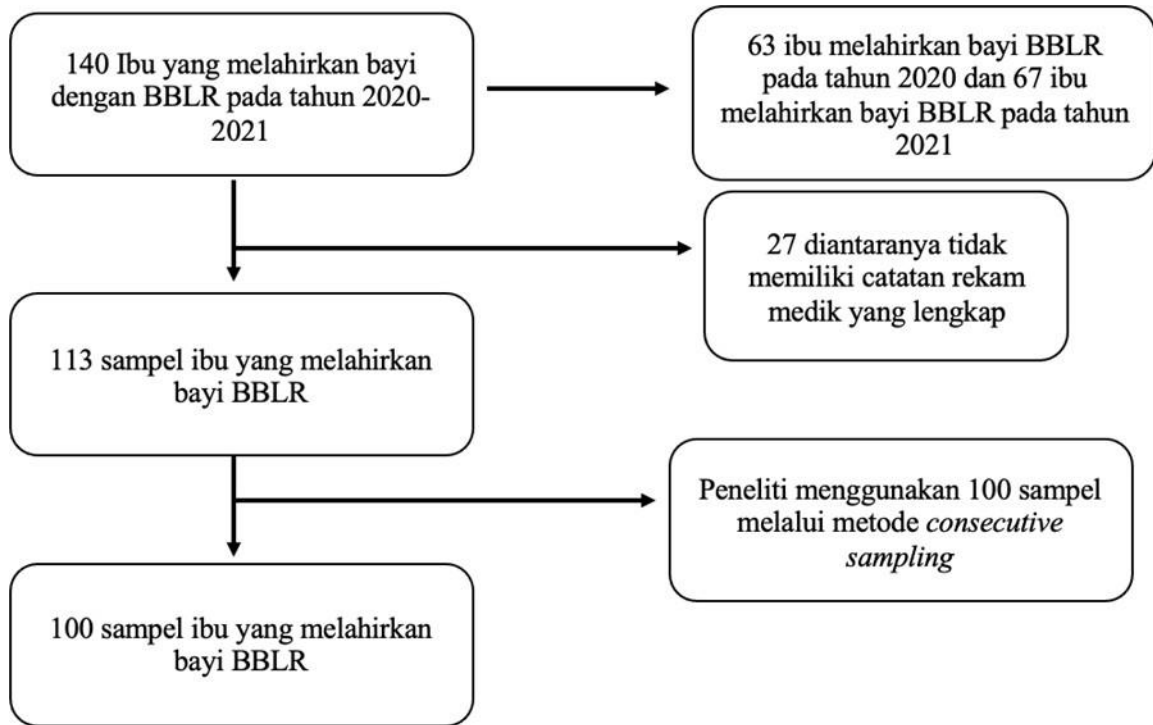 140 Ibu yang melahirkan bayi
dengan BBLR pada tahun 2020-
2021
63 ibu melahirkan bayi BBLR
pada tahun 2020 dan 67 ibu
melahirkan bayi BBLR pada tahun
2021
27 diantaranya tidak
memiliki catatan rekam
medik yang lengkap
113 sampel ibu yang melahirkan
bayi BBLR
Peneliti menggunakan 100 sampel
melalui metode consecutive
sampling
100 sampel ibu yang melahirkan
bayi BBLR